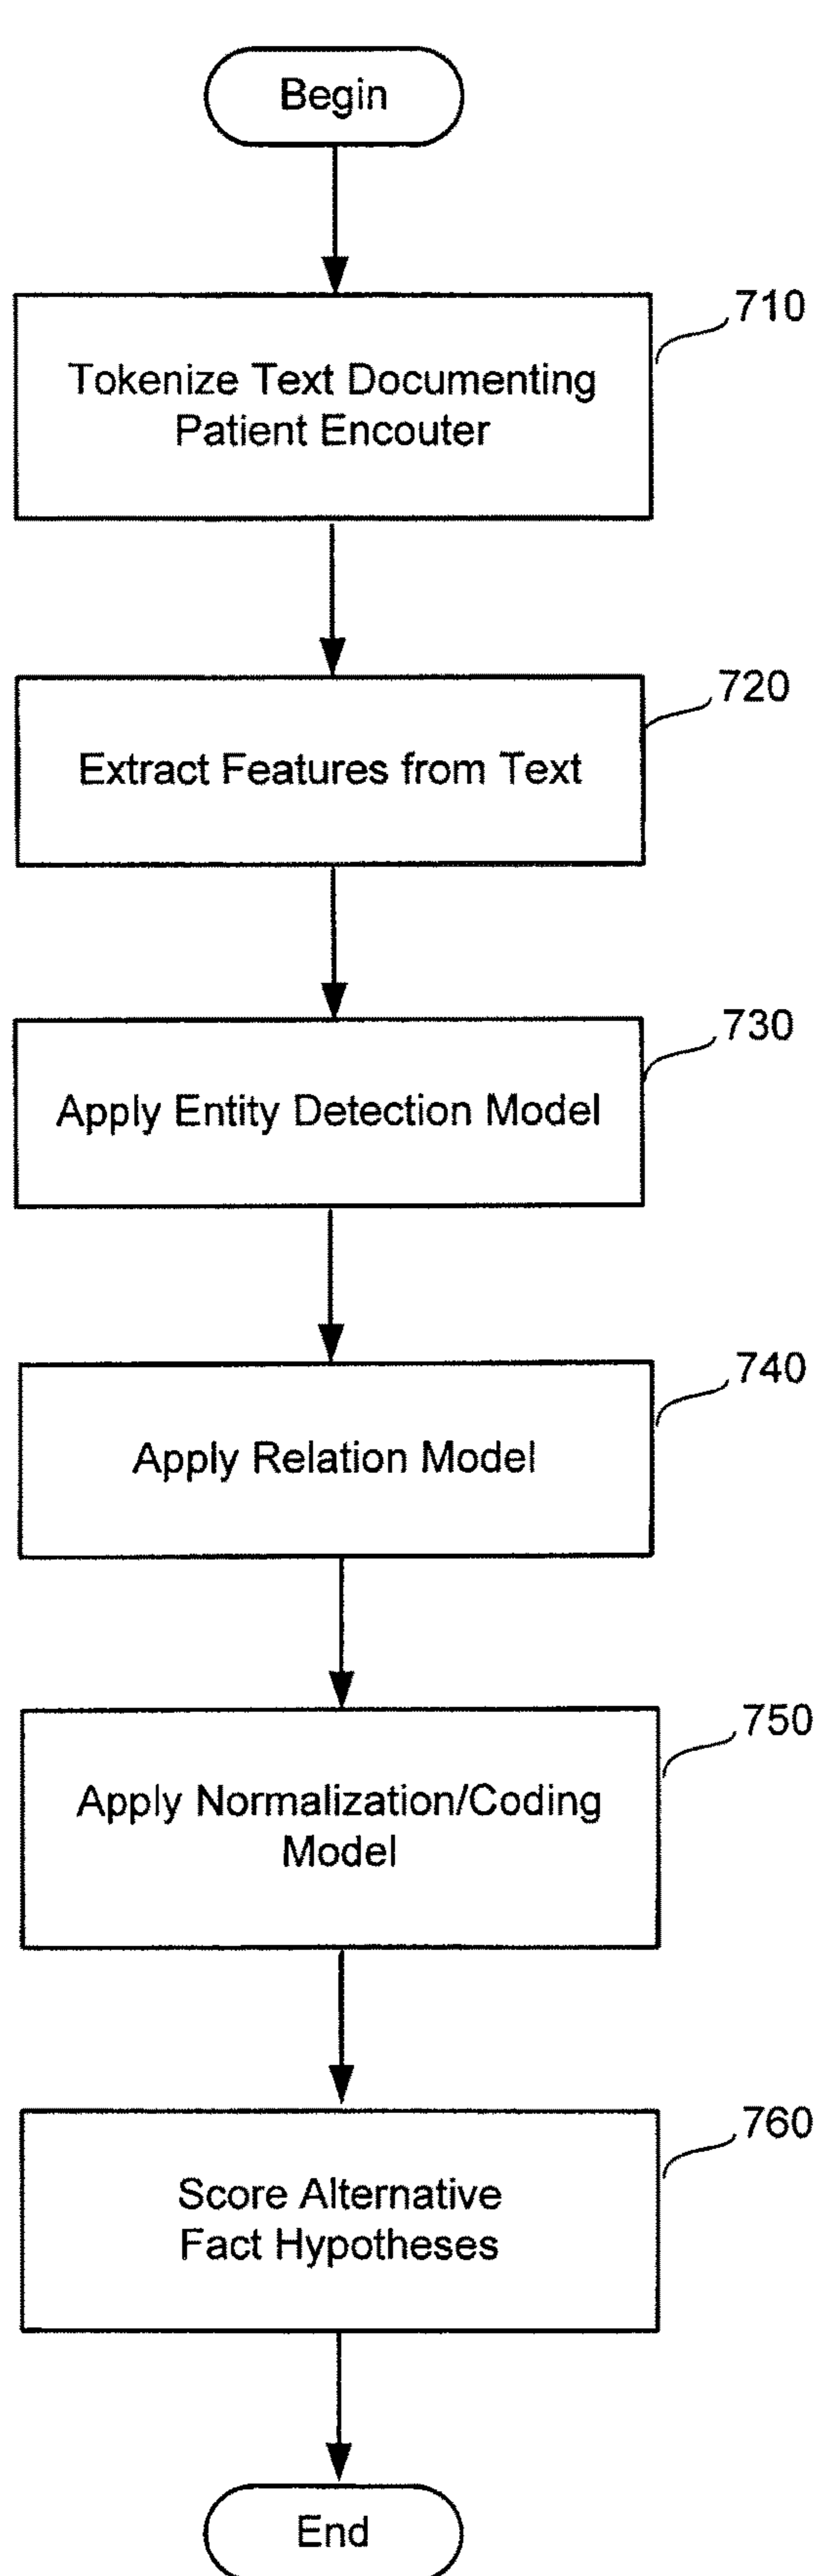 Begin
710
Tokenize Text Documenting
Patient Encouter
720
Extract Features from Text
730
Apply Entity Detection Model
740
Apply Relation Model
750
Apply Normalization/Coding
Model
760
Score Alternative
Fact Hypotheses
End